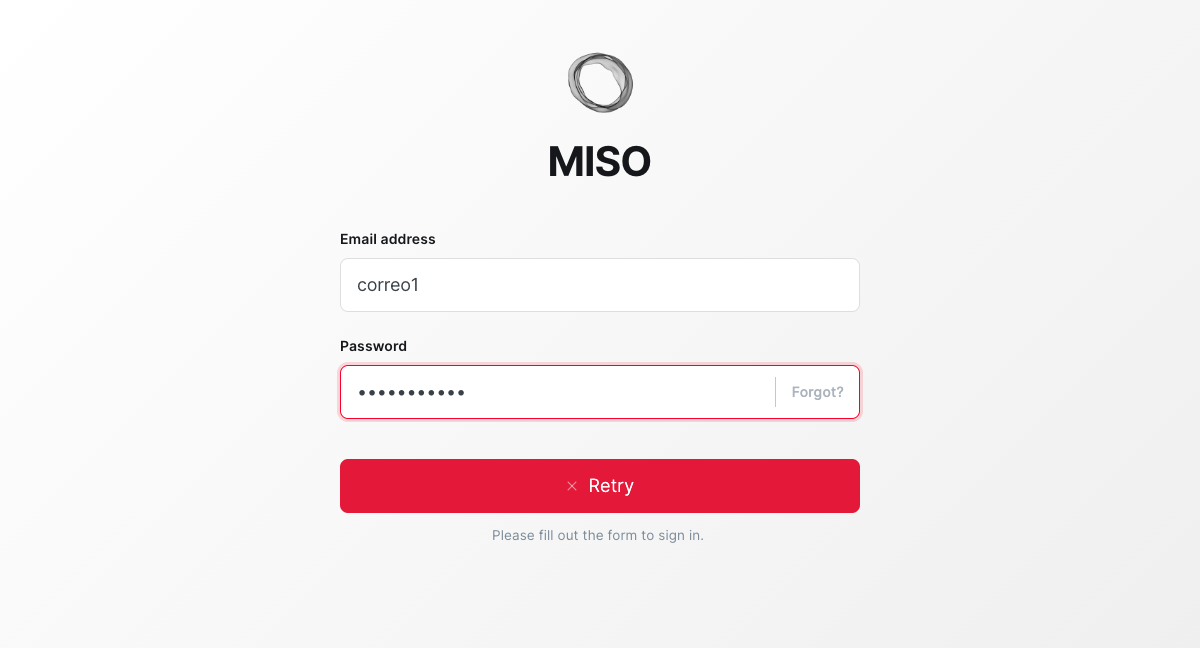 MISO
Email address
correo1
Password
•••••••••••
Forgot?
× Retry
Please fill out the form to sign in.